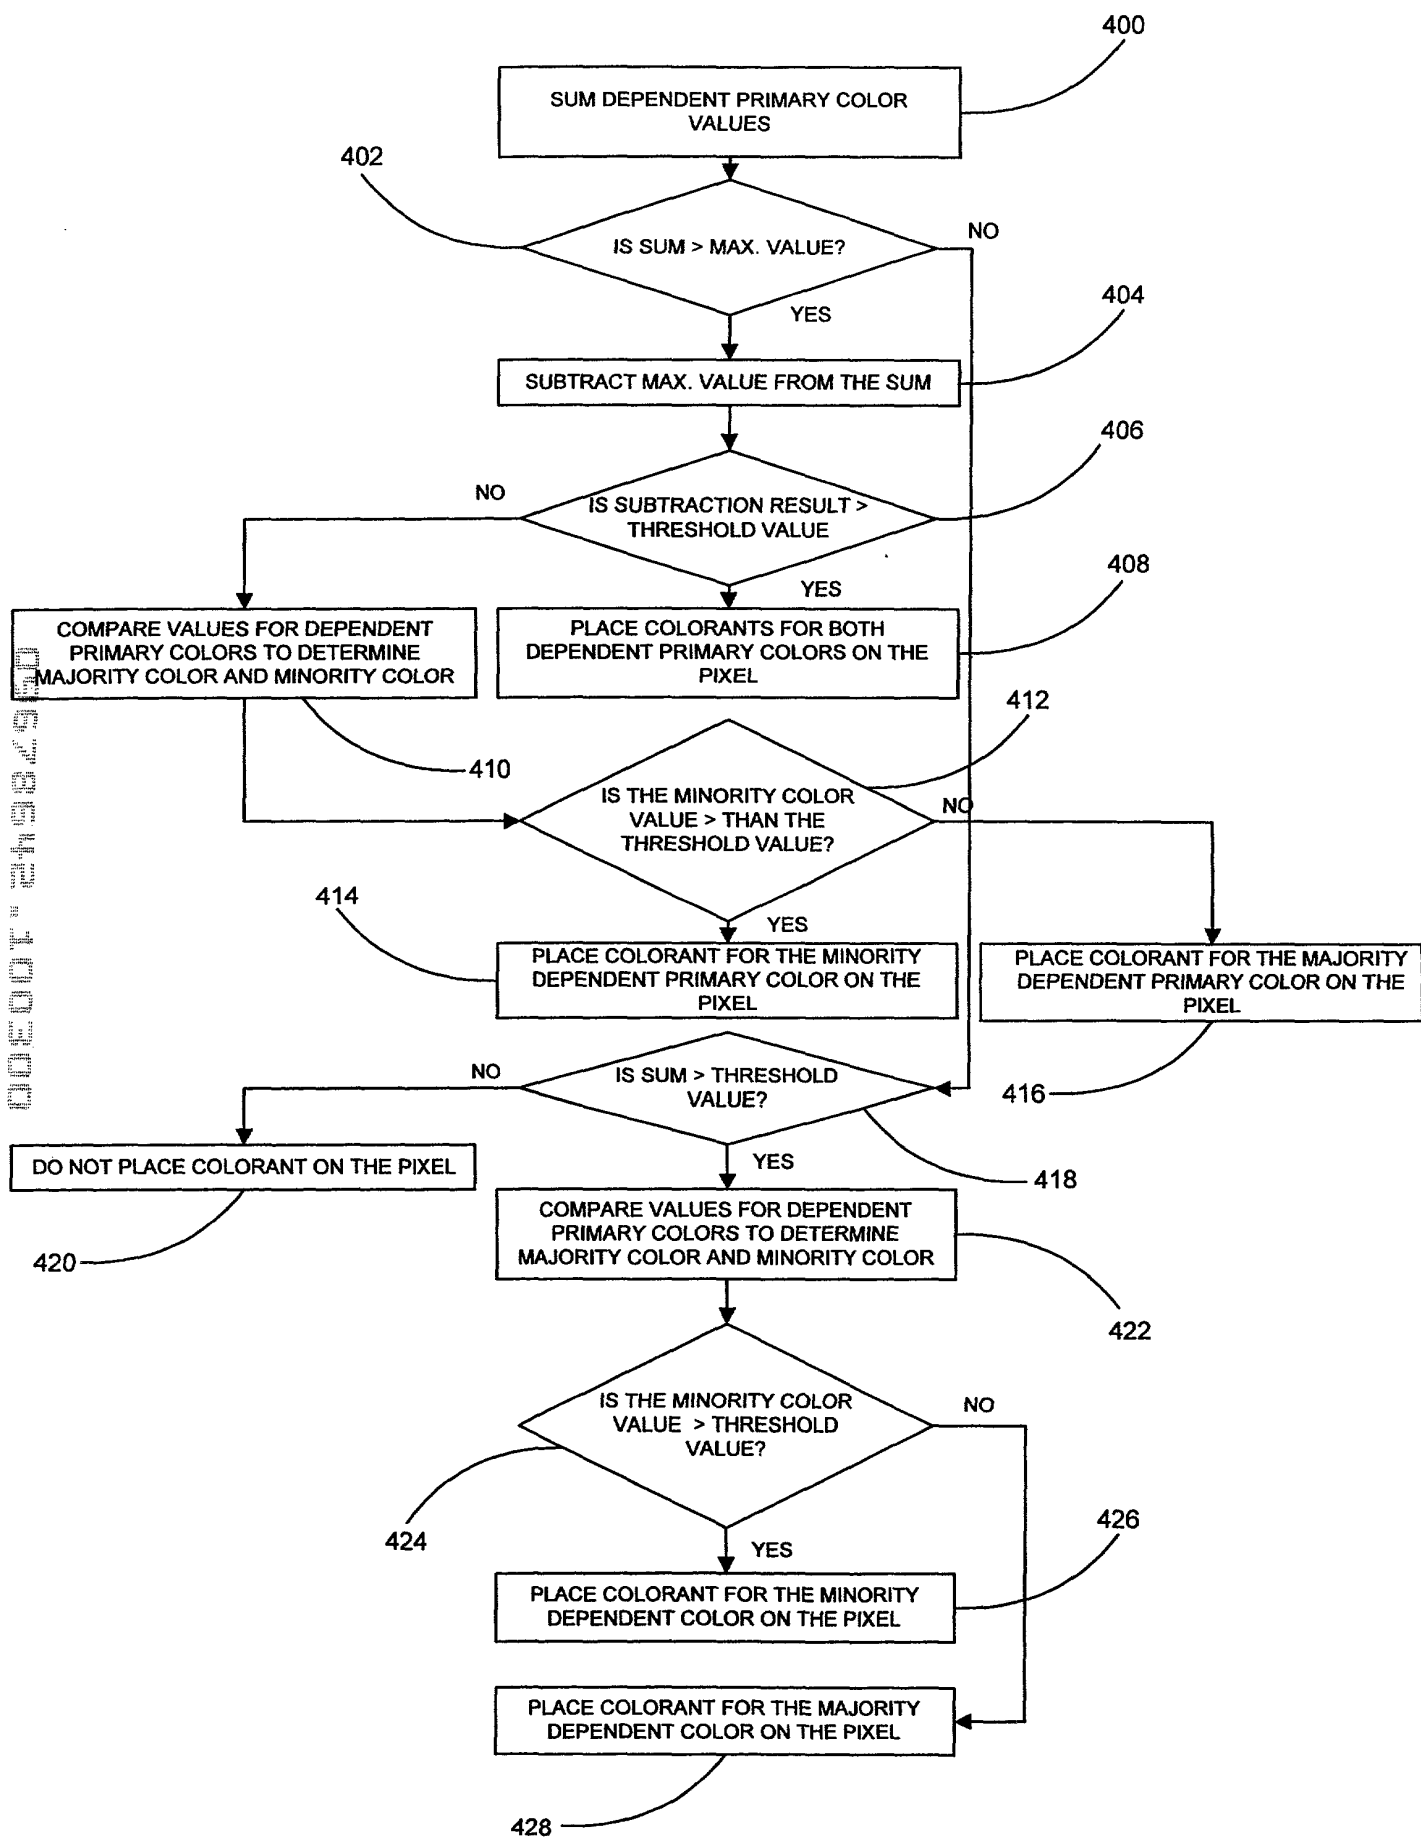 400
SUM DEPENDENT PRIMARY COLOR
VALUES
402
NO
IS SUM > MAX. VALUE?
YES
404
SUBTRACT MAX. VALUE FROM THE SUM
406
NO
IS SUBTRACTION RESULT >
THRESHOLD VALUE
YES
408
COMPARE VALUES FOR DEPENDENT
PRIMARY COLORS TO DETERMINE
MAJORITY COLOR AND MINORITY COLOR
PLACE COLORANTS FOR BOTH
DEPENDENT PRIMARY COLORS ON THE
PIXEL
412
410
IS THE MINORITY COLOR
VALUE > THAN THE
THRESHOLD VALUE?
NO
414
YES
PLACE COLORANT FOR THE MINORITY
DEPENDENT PRIMARY COLOR ON THE
PIXEL
PLACE COLORANT FOR THE MAJORITY
DEPENDENT PRIMARY COLOR ON THE
PIXEL
NO
IS SUM > THRESHOLD
VALUE?
416
YES
DO NOT PLACE COLORANT ON THE PIXEL
418
COMPARE VALUES FOR DEPENDENT
PRIMARY COLORS TO DETERMINE
MAJORITY COLOR AND MINORITY COLOR
420
422
IS THE MINORITY COLOR
VALUE > THRESHOLD
VALUE?
NO
424
YES
426
PLACE COLORANT FOR THE MINORITY
DEPENDENT COLOR ON THE PIXEL
PLACE COLORANT FOR THE MAJORITY
DEPENDENT COLOR ON THE PIXEL
428